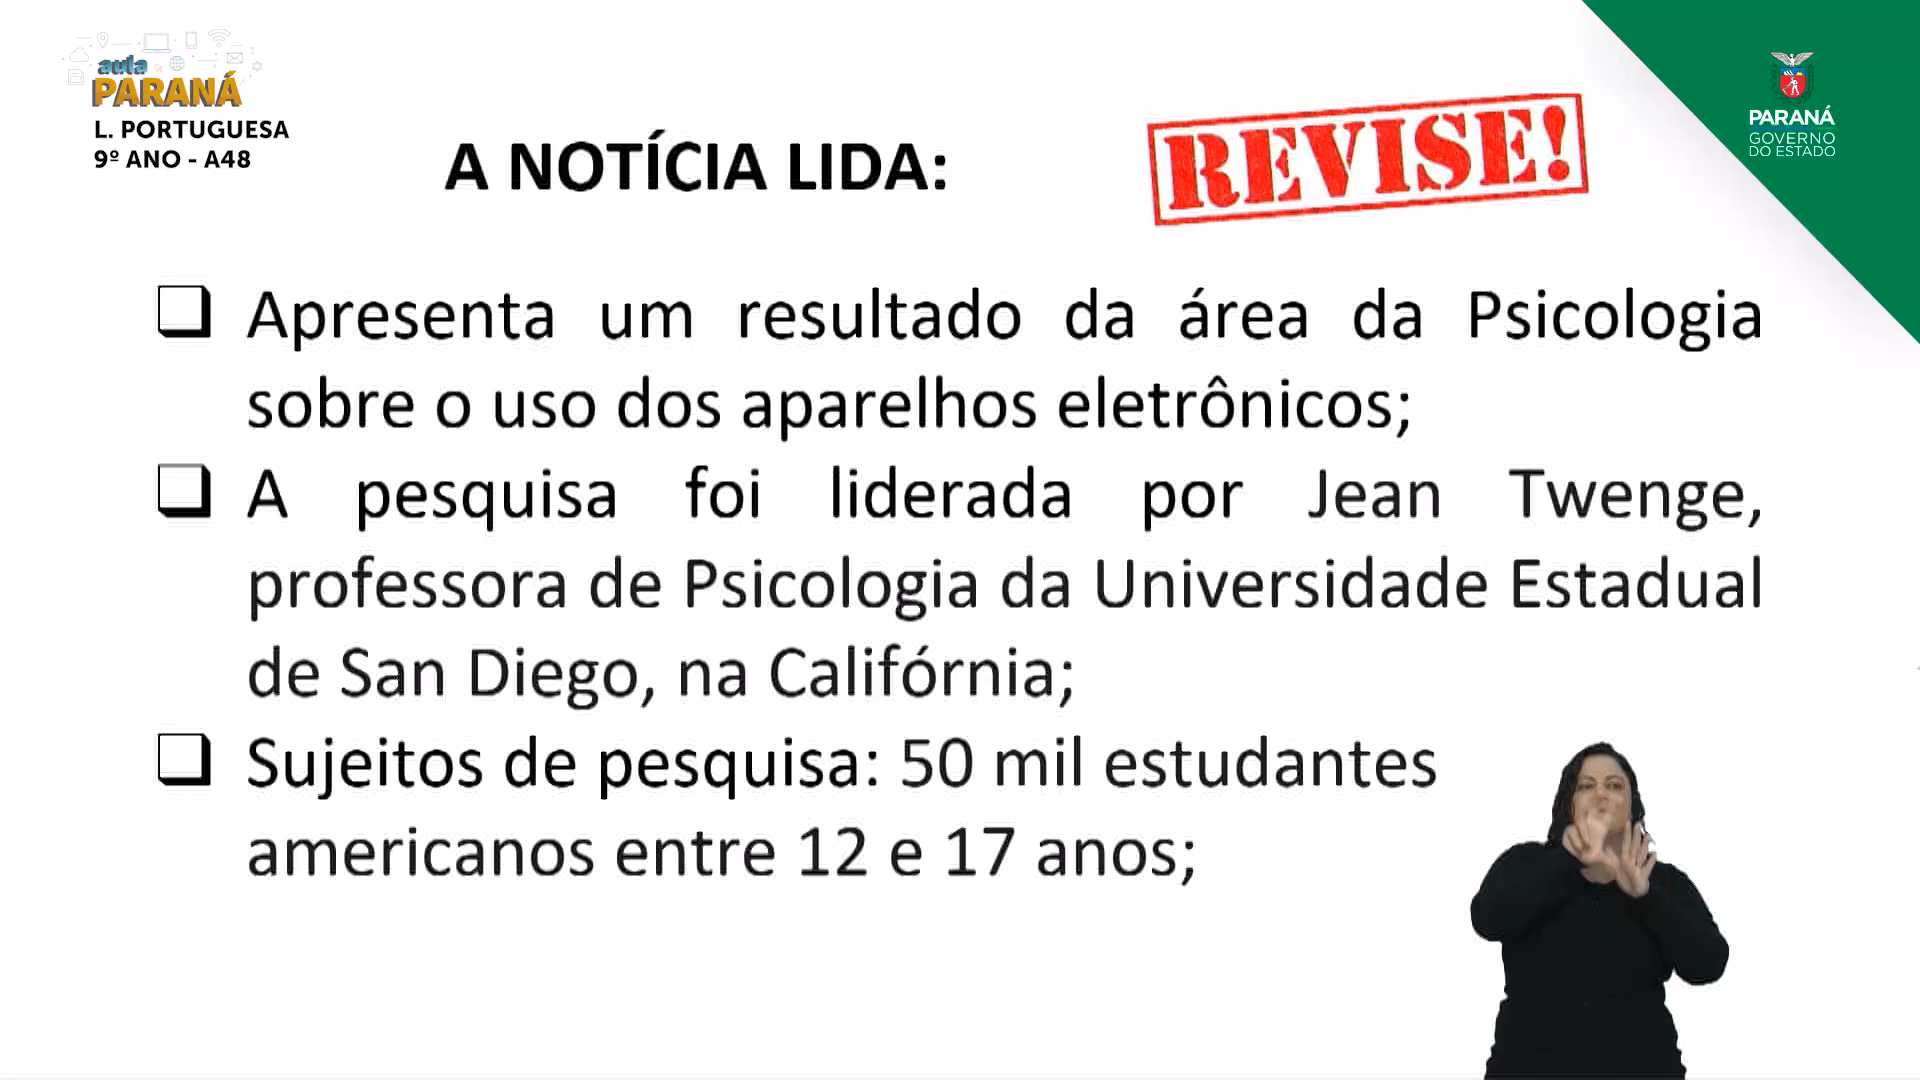 aula
PARANÁ
L. PORTUGUESA
9º ANO - A48
A NOTÍCIA LIDA:
REVISE!
PARANÁ
GOVERNO
DO ESTADO
Apresenta um resultado da área da Psicologia
sobre o uso dos aparelhos eletrônicos;
A pesquisa foi liderada por Jean Twenge,
professora de Psicologia da Universidade Estadual
de San Diego, na Califórnia;
Sujeitos de pesquisa: 50 mil estudantes
americanos entre 12 e 17 anos;